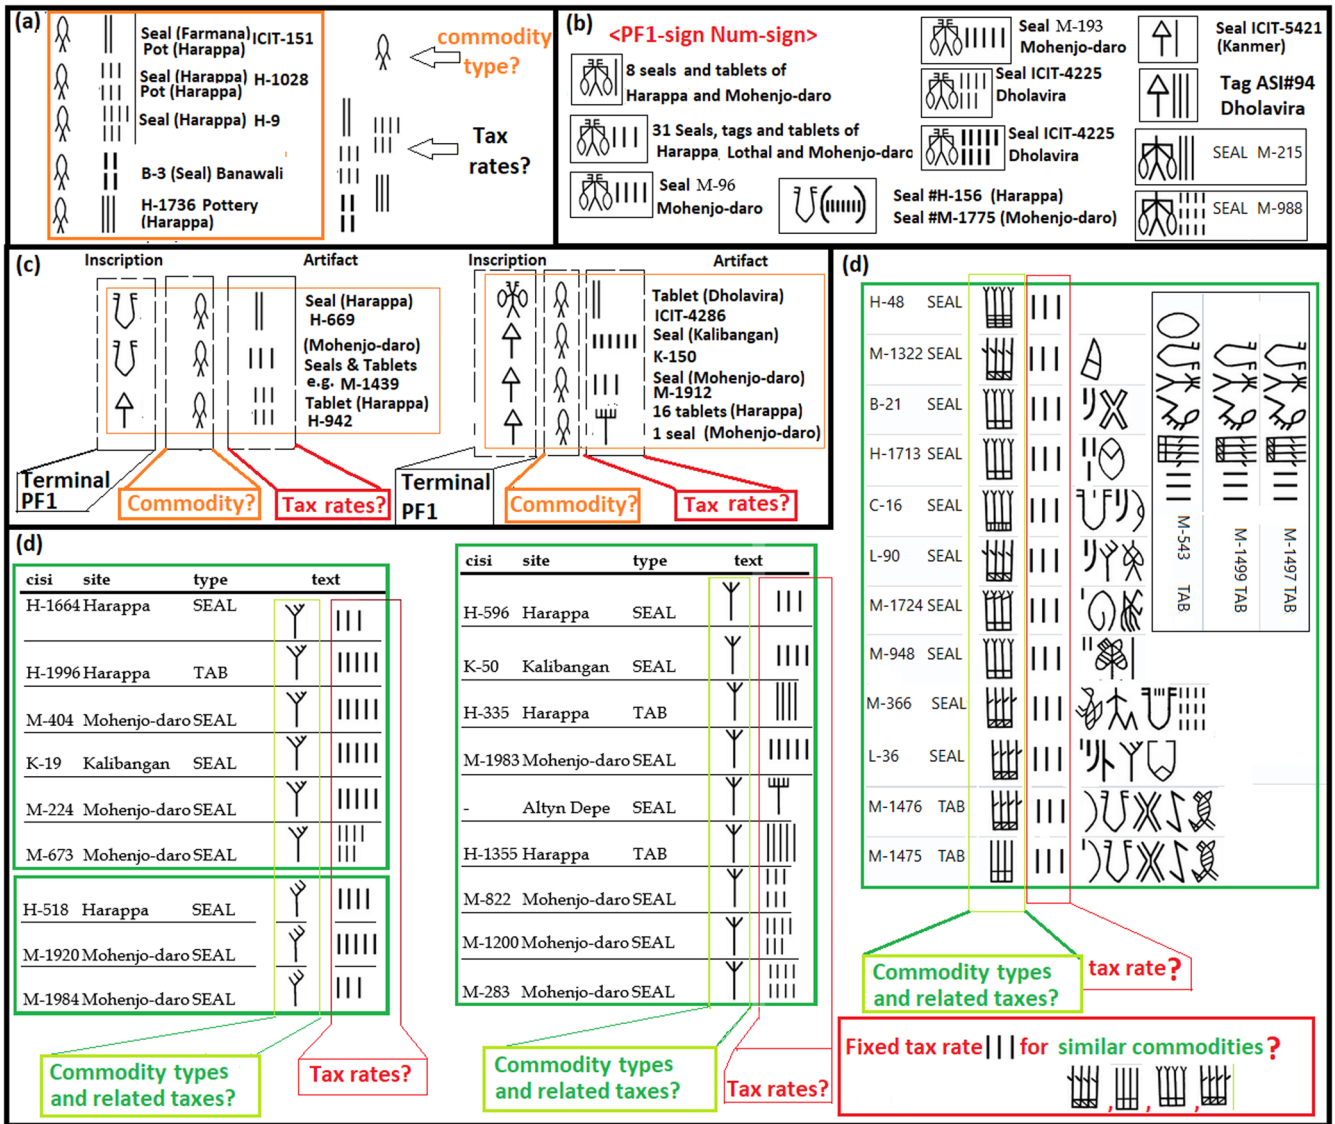 (a)
Seal (Farmana) ICIT-151
Pot (Harappa)
Seal (Harappa) H-1028
Pot (Harappa)
Seal (Harappa) H-9
B-3 (Seal) Banawali
H-1736 Pottery
(Harappa)
commodity
type?
Tax
rates?
(b)
<PF1-sign Num-sign>
8 seals and tablets of
Harappa and Mohenjo-daro
31 Seals, tags and tablets of
Harappa, Lothal and Mohenjo-daro
Seal M-96
Mohenjo-daro
Seal M-193
Mohenjo-daro
Seal ICIT-4225
Dholavira
Seal ICIT-4225
Dholavira
Seal #H-156 (Harappa)
Seal #M-1775 (Mohenjo-daro)
Seal ICIT-5421
(Kanmer)
Tag ASI#94
Dholavira
SEAL M-215
SEAL M-988
(c)
Inscription Artifact
Seal (Harappa)
H-669
(Mohenjo-daro)
Seals & Tablets
e.g. M-1439
Tablet (Harappa)
H-942
Terminal
PF1
Commodity?
Tax rates?
Inscription Artifact
Tablet (Dholavira)
ICIT-4286
Seal (Kalibangan)
K-150
Seal (Mohenjo-daro)
M-1912
16 tablets (Harappa)
1 seal (Mohenjo-daro)
Terminal
PF1
Commodity?
Tax rates?
(d)
cisi site type text
H-1664 Harappa SEAL
H-1996 Harappa TAB
M-404 Mohenjo-daro SEAL
K-19 Kalibangan SEAL
M-224 Mohenjo-daro SEAL
M-673 Mohenjo-daro SEAL
H-518 Harappa SEAL
M-1920 Mohenjo-daro SEAL
M-1984 Mohenjo-daro SEAL
Commodity types
and related taxes?
Tax rates?
cisi site type text
H-596 Harappa SEAL
K-50 Kalibangan SEAL
H-335 Harappa TAB
M-1983 Mohenjo-daro SEAL
- Altyn Depe SEAL
H-1355 Harappa TAB
M-822 Mohenjo-daro SEAL
M-1200 Mohenjo-daro SEAL
M-283 Mohenjo-daro SEAL
Commodity types
and related taxes?
Tax rates?
(d)
H-48 SEAL
M-1322 SEAL
B-21 SEAL
H-1713 SEAL
C-16 SEAL
L-90 SEAL
M-1724 SEAL
M-948 SEAL
M-366 SEAL
L-36 SEAL
M-1476 TAB
M-1475 TAB
M-543 TAB
M-1499 TAB
M-1497 TAB
Commodity types
and related taxes?
tax rate?
Fixed tax rate ||| for similar commodities?
, , ,